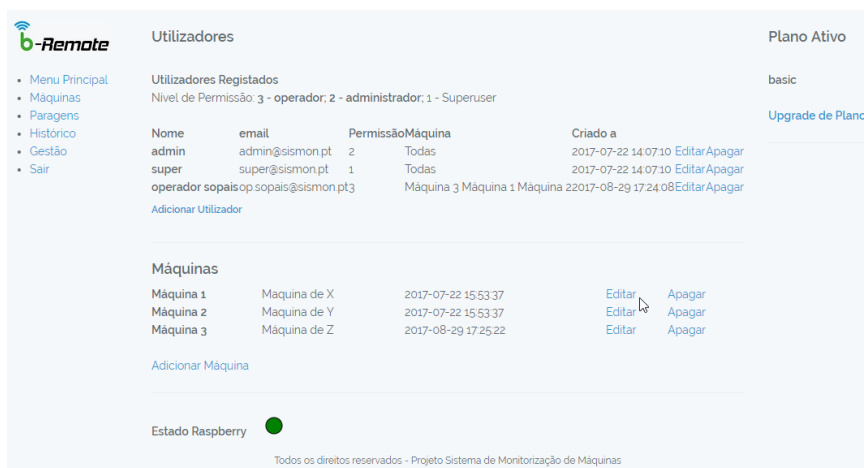 b-Remote
Menu Principal
Máquinas
Paragens
Histórico
Gestão
Sair
Utilizadores
Utilizadores Registados
Nivel de Permissão: 3 - operador; 2 - administrador; 1 - Superuser
Nome email Permissão Máquina Criado a
admin admin@sismon.pt 2 Todas 2017-07-22 14:07:10 Editar Apagar
super super@sismon.pt 1 Todas 2017-07-22 14:07:10 Editar Apagar
operador sopais op.sopais@sismon.pt 3 Máquina 3 Máquina 1 Máquina 2 2017-08-29 17:24:08 Editar Apagar
Adicionar Utilizador
Máquinas
Máquina 1 Maquina de X 2017-07-22 15:53:37 Editar Apagar
Máquina 2 Maquina de Y 2017-07-22 15:53:37 Editar Apagar
Máquina 3 Máquina de Z 2017-08-29 17:25:22 Editar Apagar
Adicionar Máquina
Estado Raspberry
Todos os direitos reservados - Projeto Sistema de Monitorização de Máquinas
Plano Ativo
basic
Upgrade de Plano